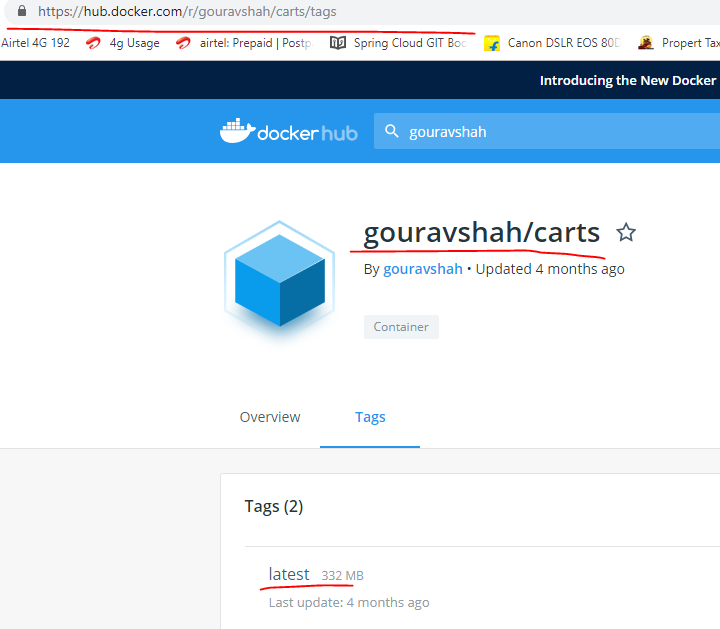 https://hub.docker.com/r/gouravshah/carts/tags
Airtel 4G 192 4g Usage airtel: Prepaid | Postp Spring Cloud GIT Boo Canon DSLR EOS 80D Propert Tax
Introducing the New Docker
docker hub gouravshah
gouravshah/carts
By gouravshah • Updated 4 months ago
Container
Overview Tags
Tags (2)
latest 332 MB
Last update: 4 months ago